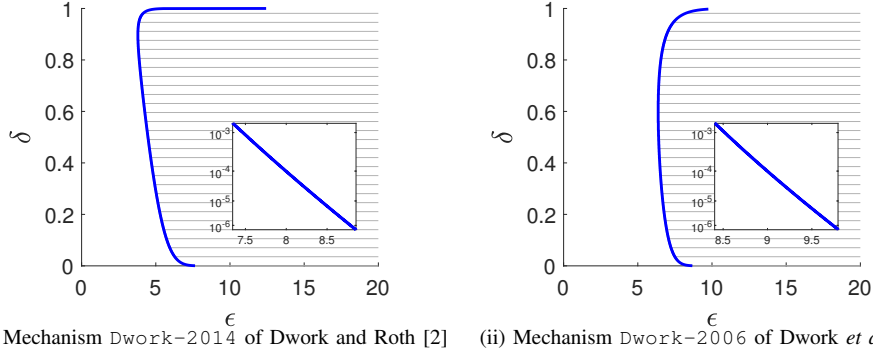 1
0.8
0.6
0.4
0.2
0
δ
10⁻³
10⁻⁴
10⁻⁵
10⁻⁶
7.5 8 8.5
0 5 10 15 20
ϵ
Mechanism Dwork-2014 of Dwork and Roth [2]
1
0.8
0.6
0.4
0.2
0
δ
10⁻³
10⁻⁴
10⁻⁵
10⁻⁶
8.5 9 9.5
0 5 10 15 20
ϵ
(ii) Mechanism Dwork-2006 of Dwork et